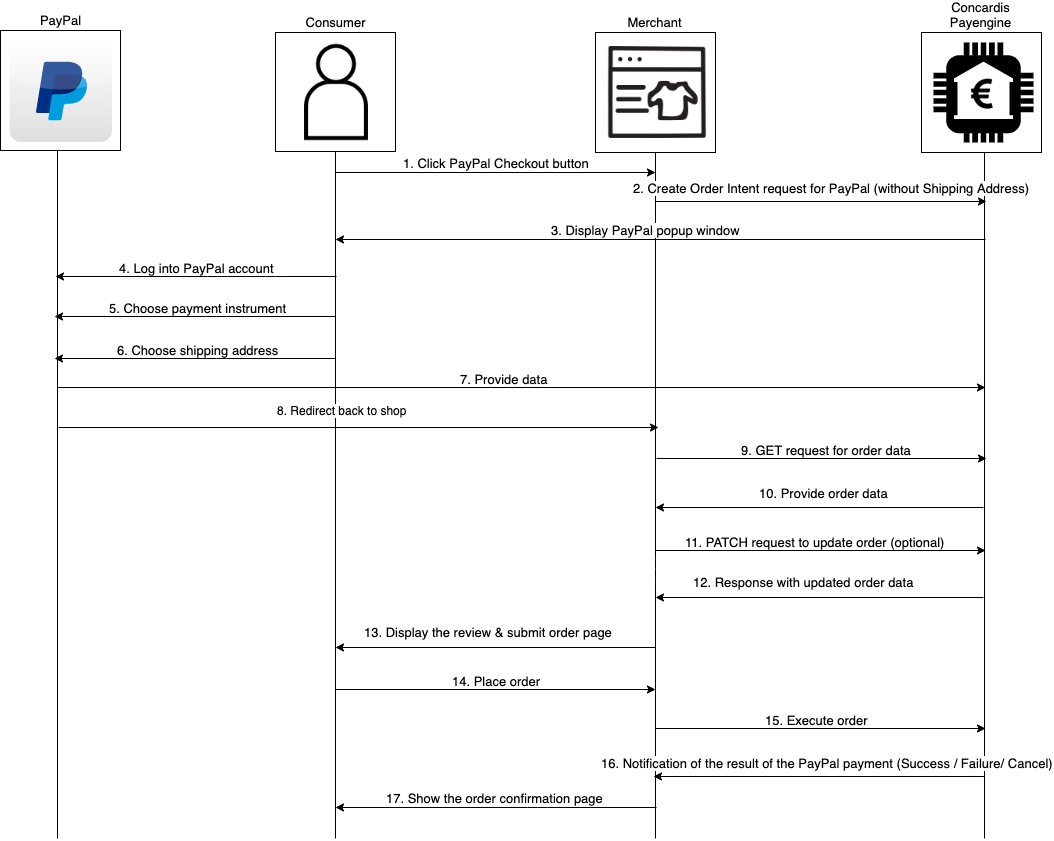 PayPal
Consumer
Merchant
Concardis
Payengine
1. Click PayPal Checkout button
2. Create Order Intent request for PayPal (without Shipping Address)
3. Display PayPal popup window
4. Log into PayPal account
5. Choose payment instrument
6. Choose shipping address
7. Provide data
8. Redirect back to shop
9. GET request for order data
10. Provide order data
11. PATCH request to update order (optional)
12. Response with updated order data
13. Display the review & submit order page
14. Place order
15. Execute order
16. Notification of the result of the PayPal payment (Success / Failure/ Cancel)
17. Show the order confirmation page